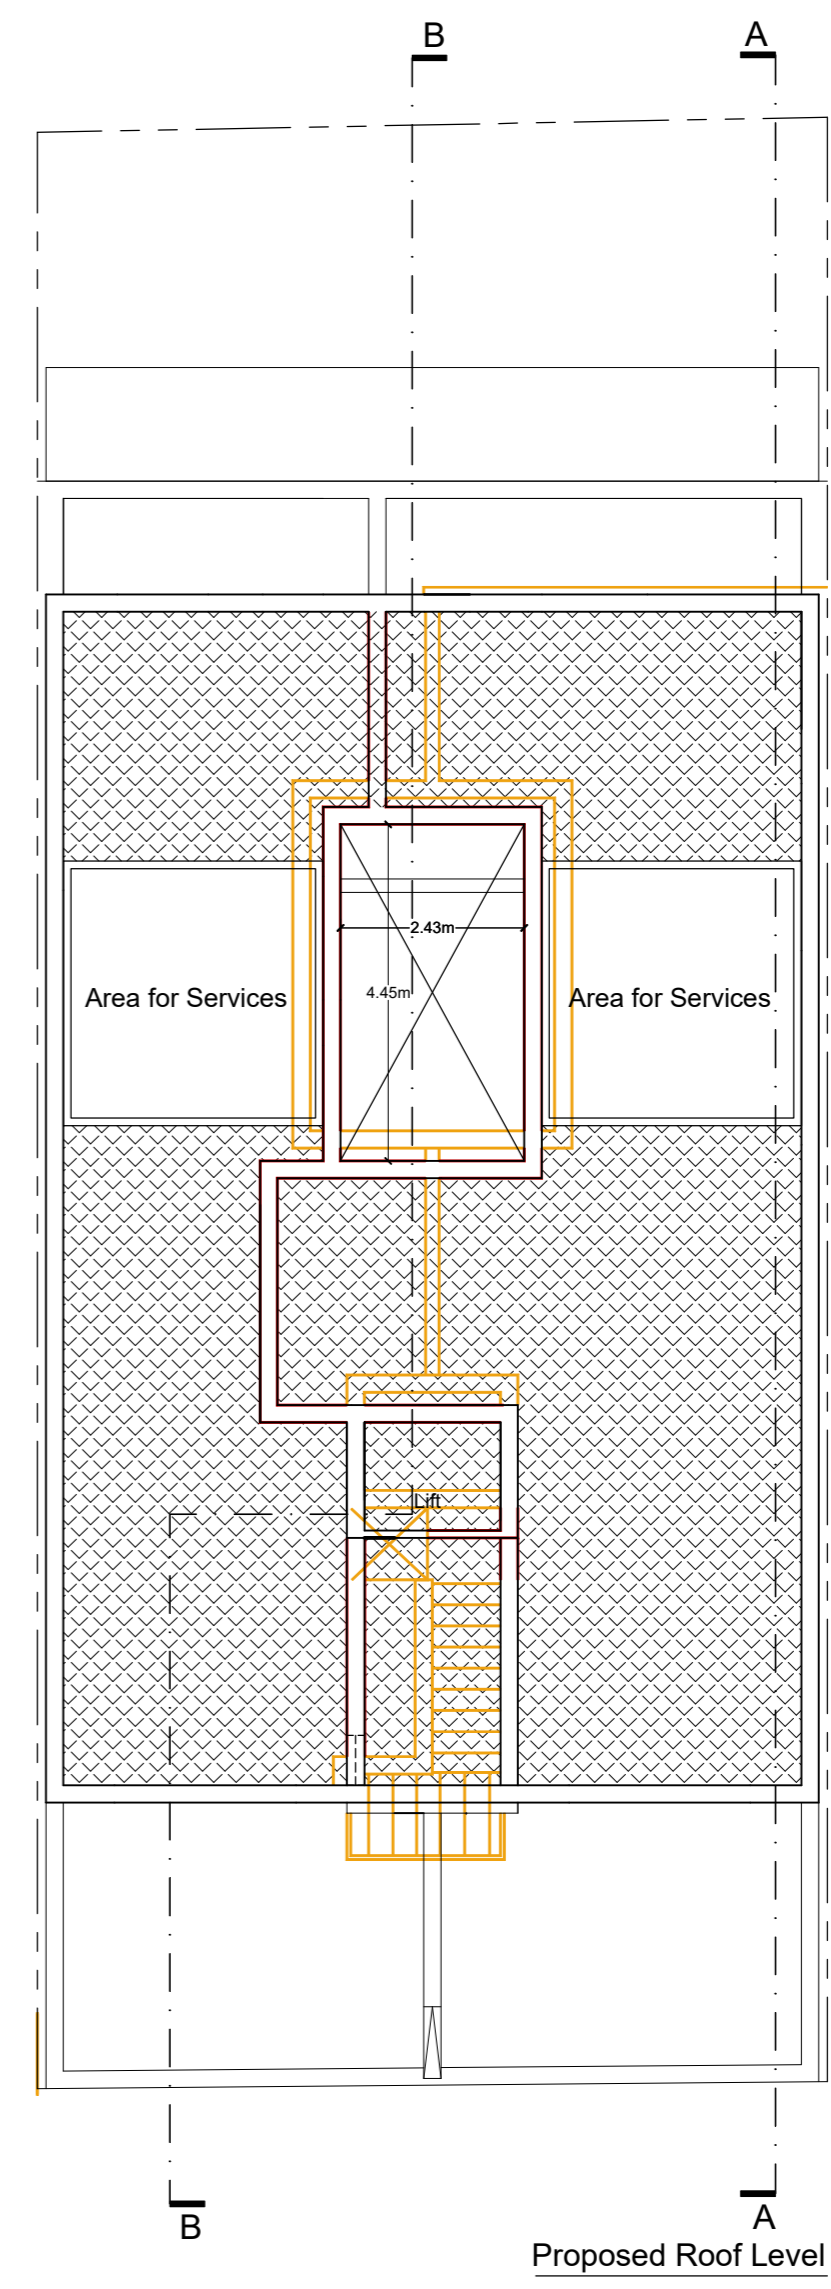 B
A
2.43m
4.45m
Area for Services
Area for Services
Lift
B
A
Proposed Roof Level